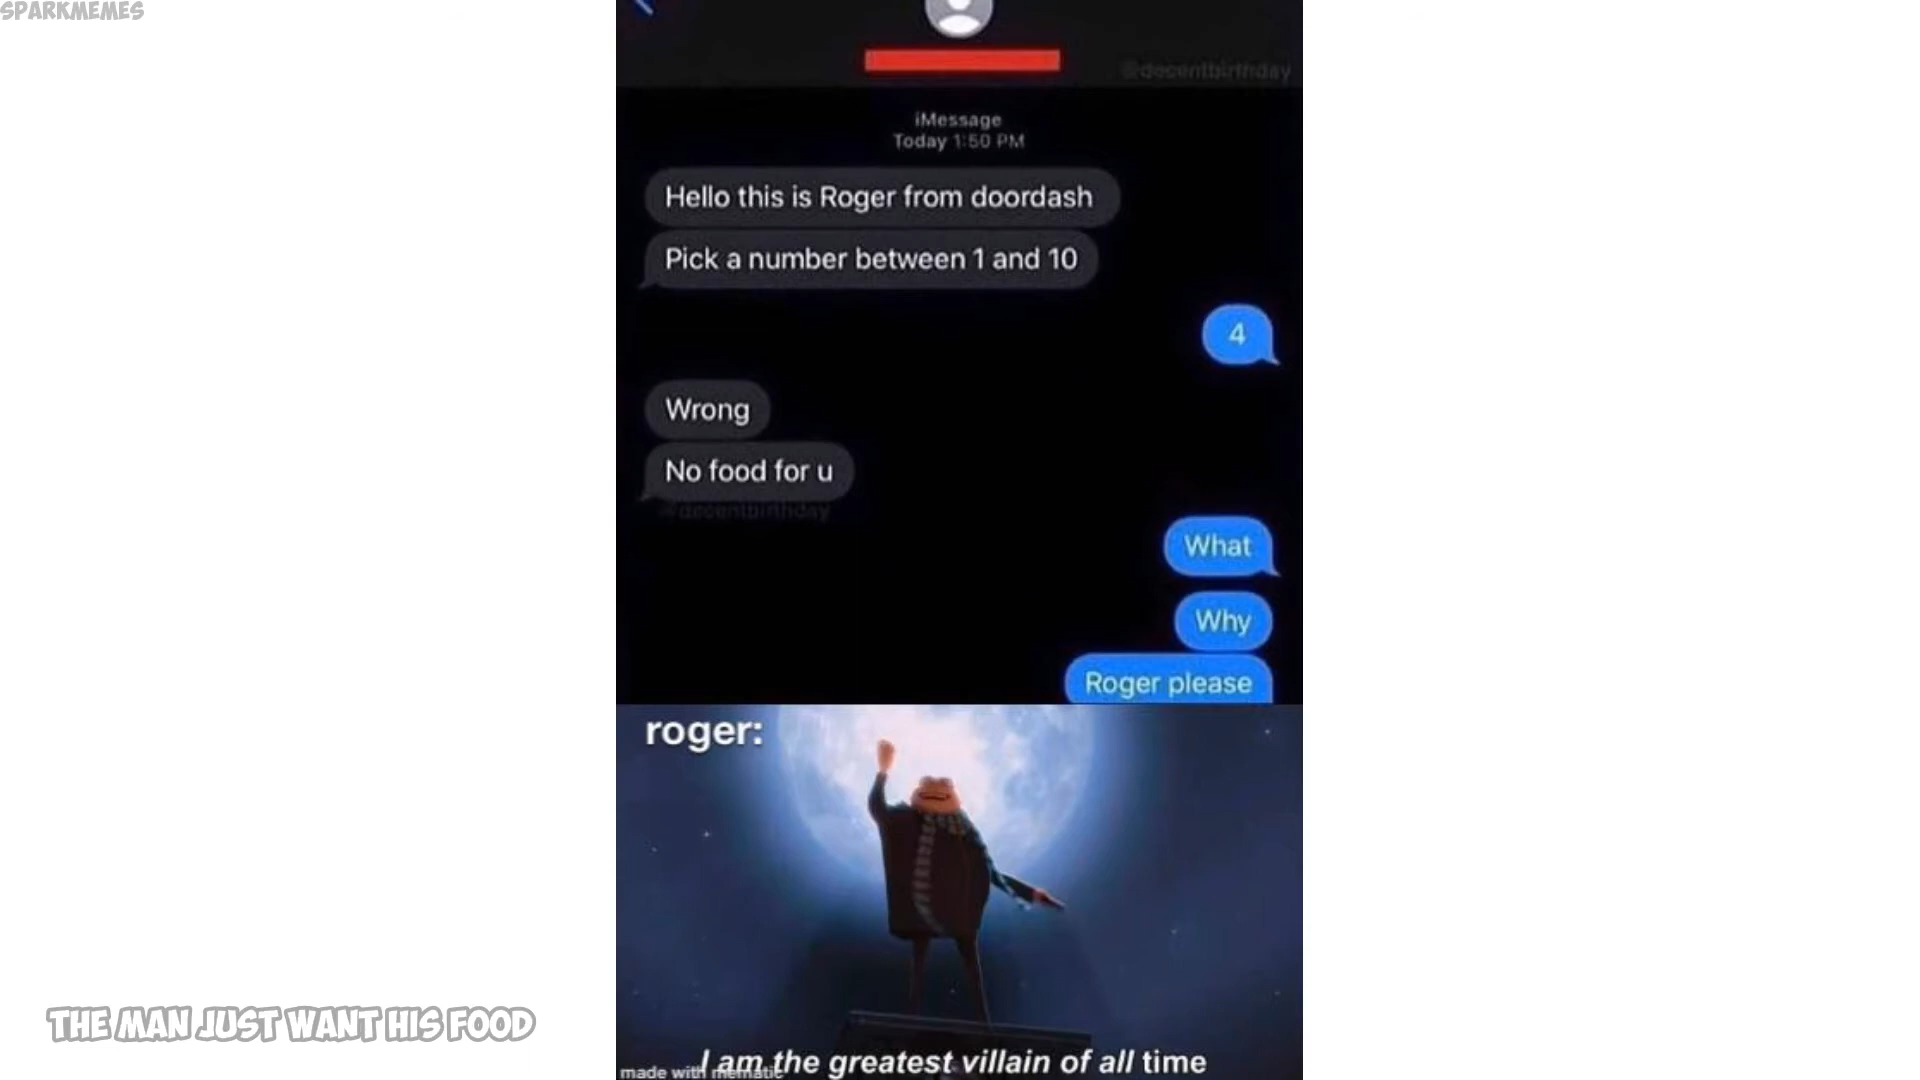 SPARKMEMES
@decentbirthday
iMessage
Today 1:50 PM
Hello this is Roger from doordash
Pick a number between 1 and 10
4
Wrong
No food for u
@decentbirthday
What
Why
Roger please
roger:
THE MAN JUST WANT HIS FOOD
I am the greatest villain of all time
made with mematic